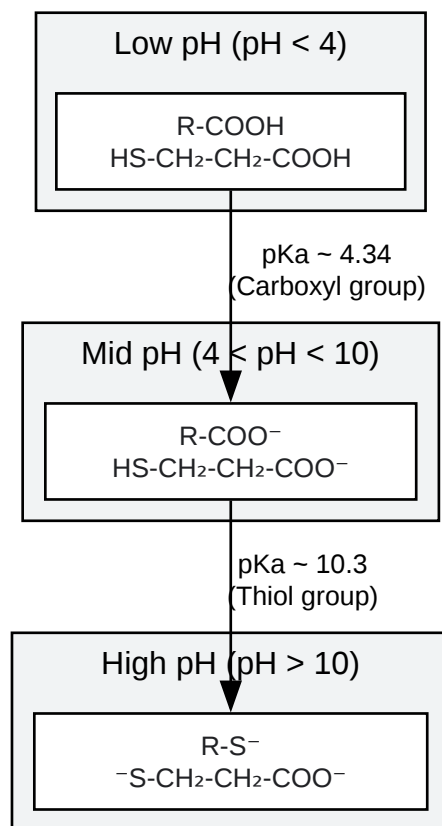 Low pH (pH < 4)
R-COOH
HS-CH₂-CH₂-COOH
pKa ~ 4.34
(Carboxyl group)
Mid pH (4 < pH < 10)
R-COO⁻
HS-CH₂-CH₂-COO⁻
pKa ~ 10.3
(Thiol group)
High pH (pH > 10)
R-S⁻
⁻S-CH₂-CH₂-COO⁻